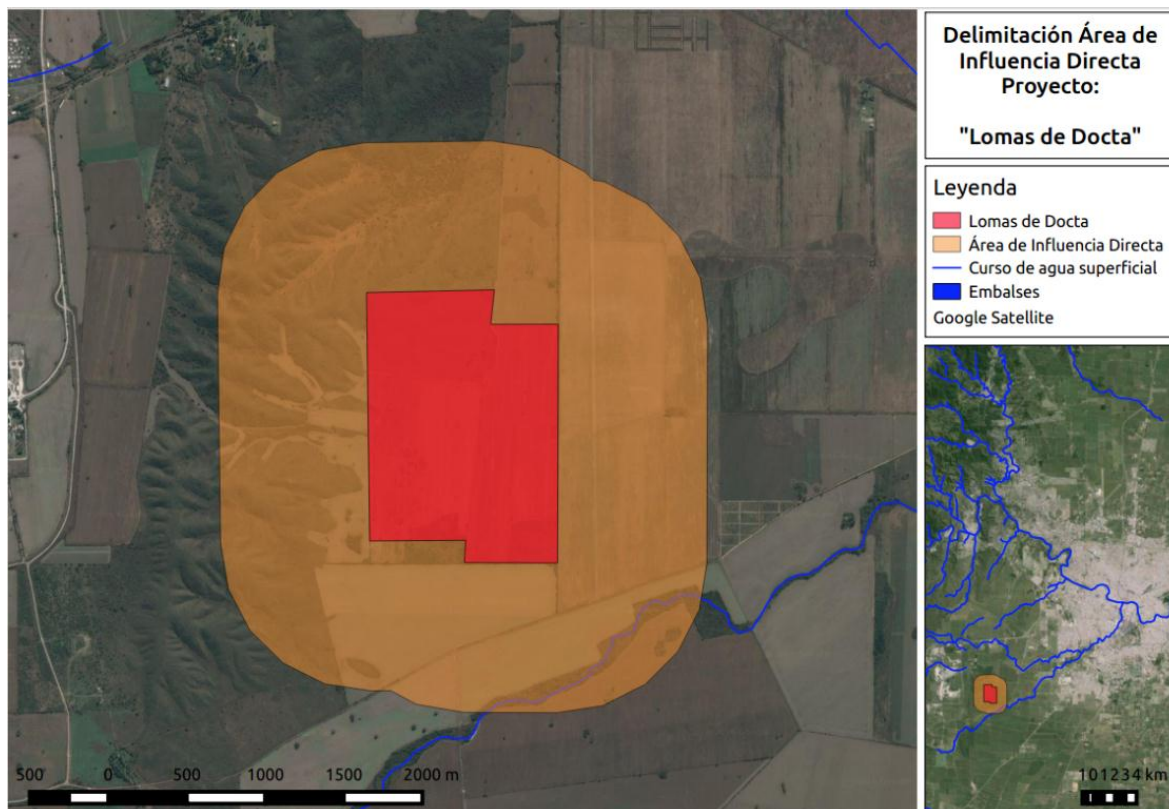 Delimitación Área de
Influencia Directa
Proyecto:
"Lomas de Docta"
Leyenda
Lomas de Docta
Área de Influencia Directa
Curso de agua superficial
Embalses
Google Satellite
500 0 500 1000 1500 2000 m
1 0 1 2 3 4 km